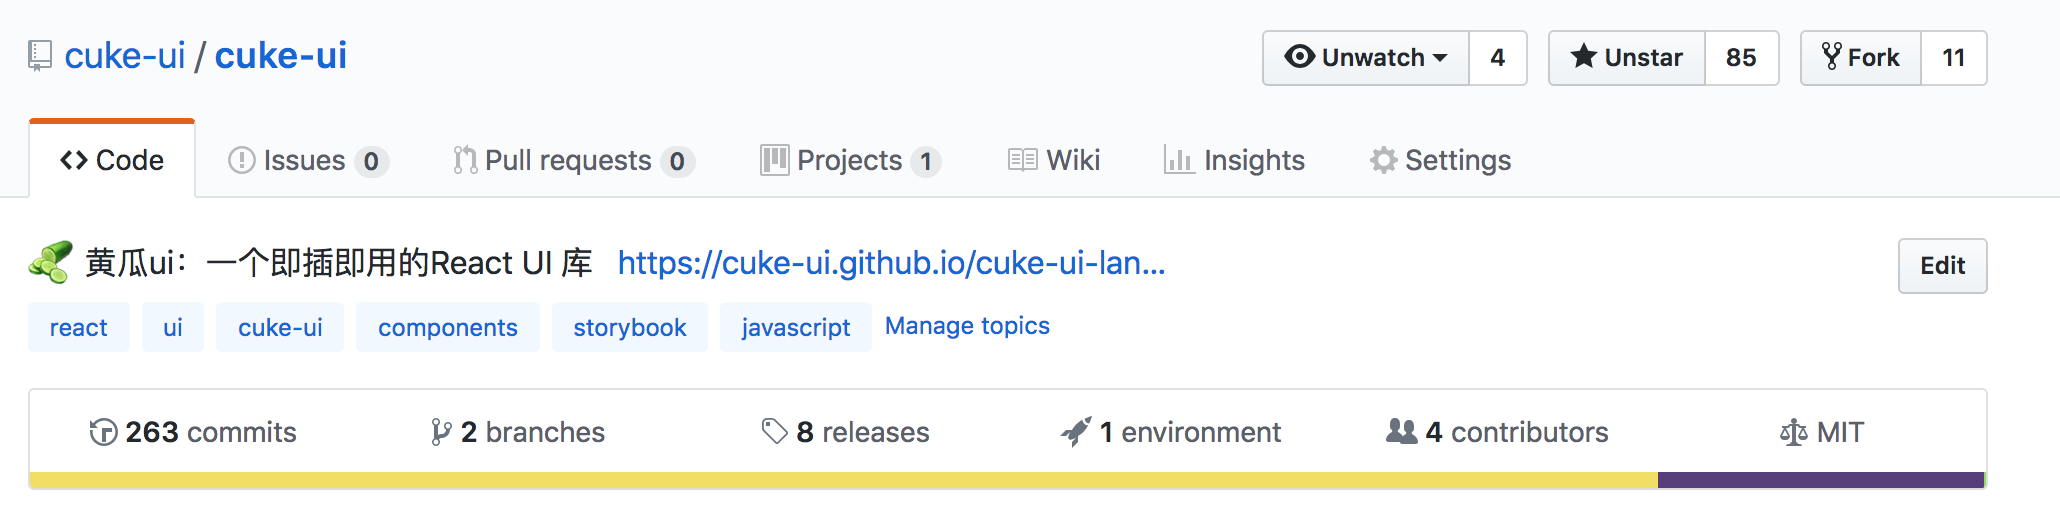 cuke-ui / cuke-ui Unwatch 4 Unstar 85 Fork 11
Code Issues 0 Pull requests 0 Projects 1 Wiki Insights Settings
黄瓜ui：一个即插即用的React UI 库 https://cuke-ui.github.io/cuke-ui-lan... Edit
react ui cuke-ui components storybook javascript Manage topics
263 commits 2 branches 8 releases 1 environment 4 contributors MIT